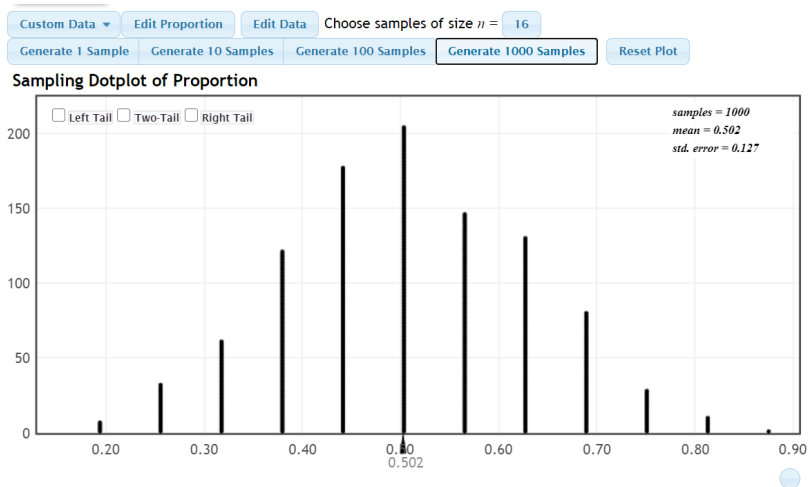 Custom Data Edit Proportion Edit Data Choose samples of size n = 16
Generate 1 Sample Generate 10 Samples Generate 100 Samples Generate 1000 Samples Reset Plot
Sampling Dotplot of Proportion
Left Tail Two-Tail Right Tail
samples = 1000
mean = 0.502
std. error = 0.127
200
150
100
50
0
0.20 0.30 0.40 0.50 0.60 0.70 0.80 0.90
0.502